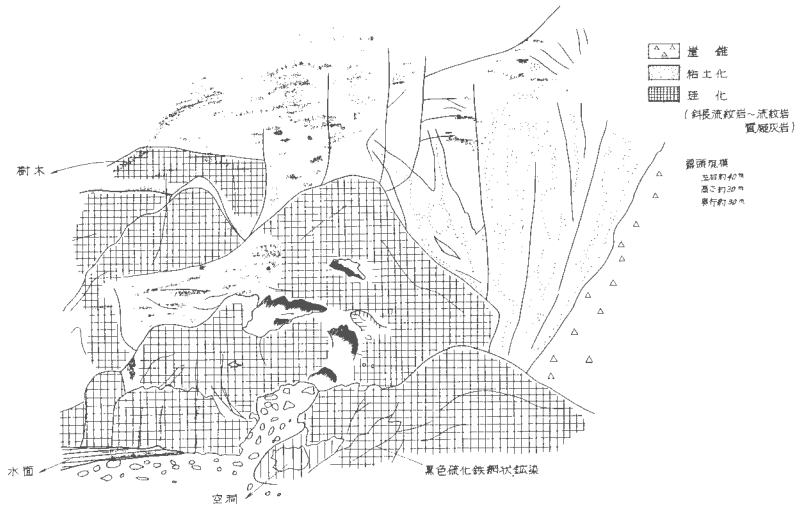 崖錐
粘土化
珪化
(斜長流紋岩〜流紋岩
質凝灰岩)
露頭規模
左右約40m
高さ約30m
奥行約30m
樹木
水面
空洞
黒色硫化鉄網状鉱染